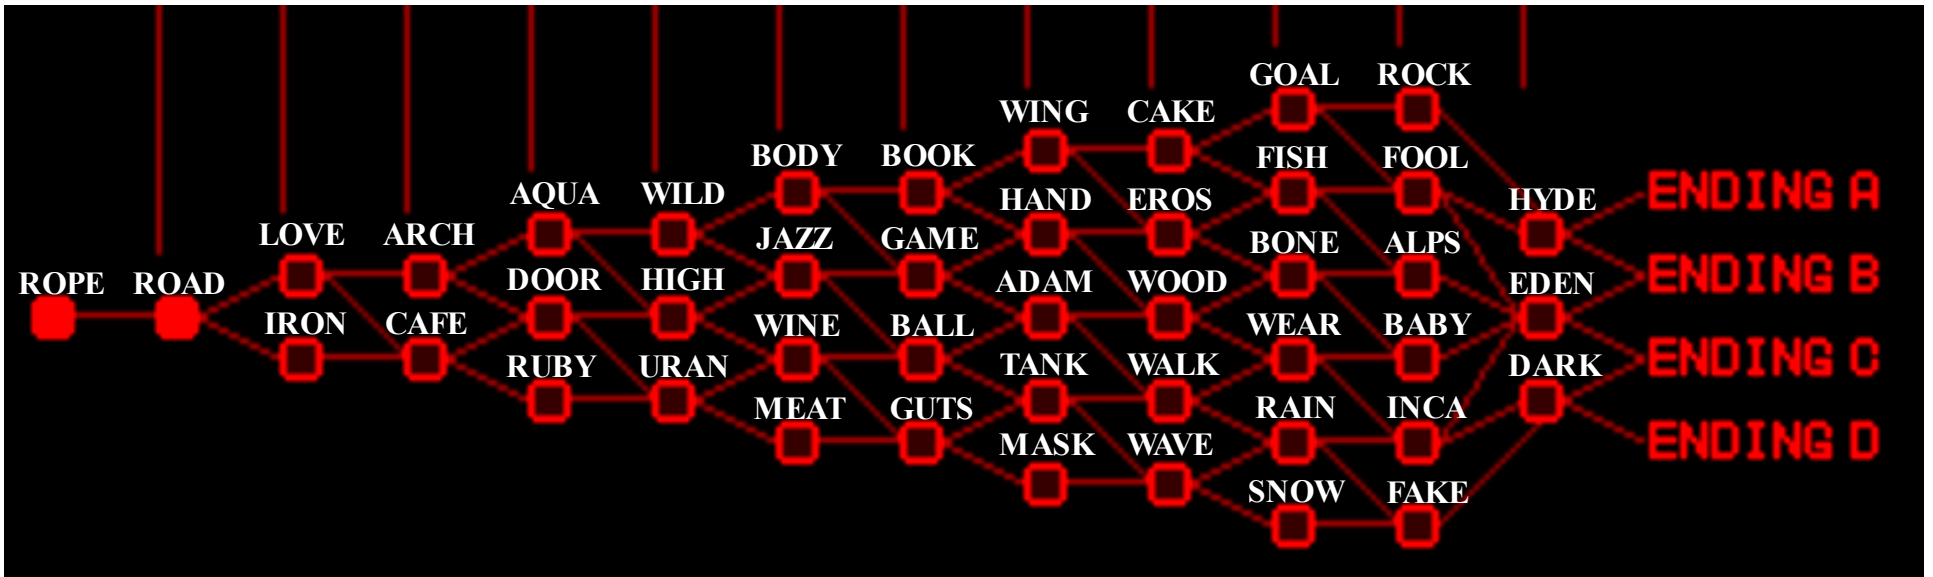 GOAL ROCK
WING CAKE
BODY BOOK FISH FOOL
AQUA WILD HAND EROS HYDE ENDING A
LOVE ARCH JAZZ GAME BONE ALPS
ROPE ROAD DOOR HIGH ADAM WOOD EDEN ENDING B
IRON CAFE WINE BALL WEAR BABY
RUBY URAN TANK WALK DARK ENDING C
MEAT GUTS RAIN INCA
MASK WAVE ENDING D
SNOW FAKE